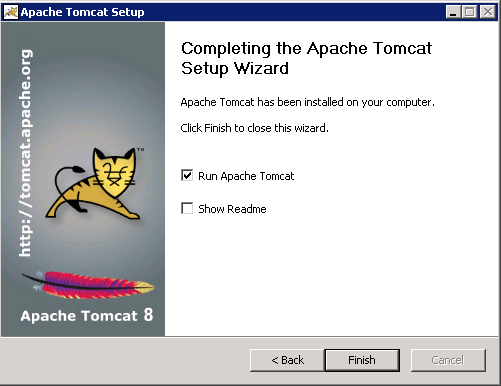 Apache Tomcat Setup
http://tomcat.apache.org
TM
Apache Tomcat 8
Completing the Apache Tomcat
Setup Wizard
Apache Tomcat has been installed on your computer.
Click Finish to close this wizard.
Run Apache Tomcat
Show Readme
< Back
Finish
Cancel